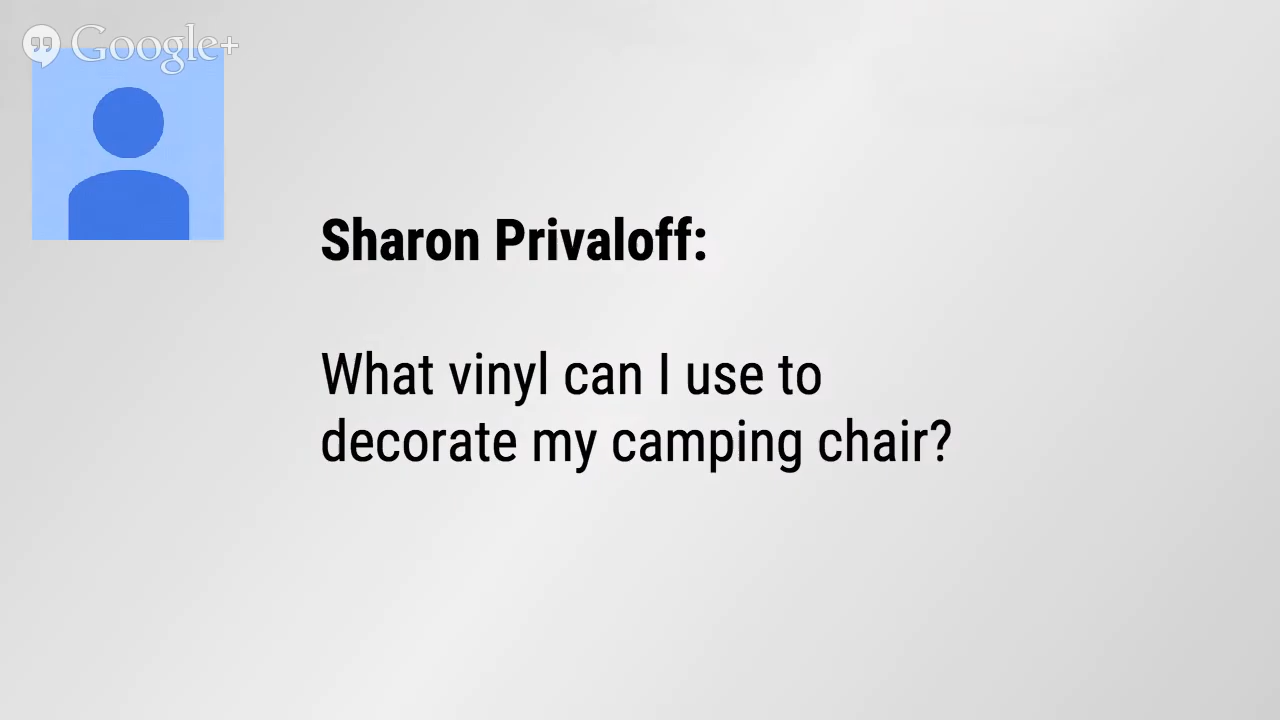 Google+
Sharon Privaloff:
What vinyl can I use to
decorate my camping chair?